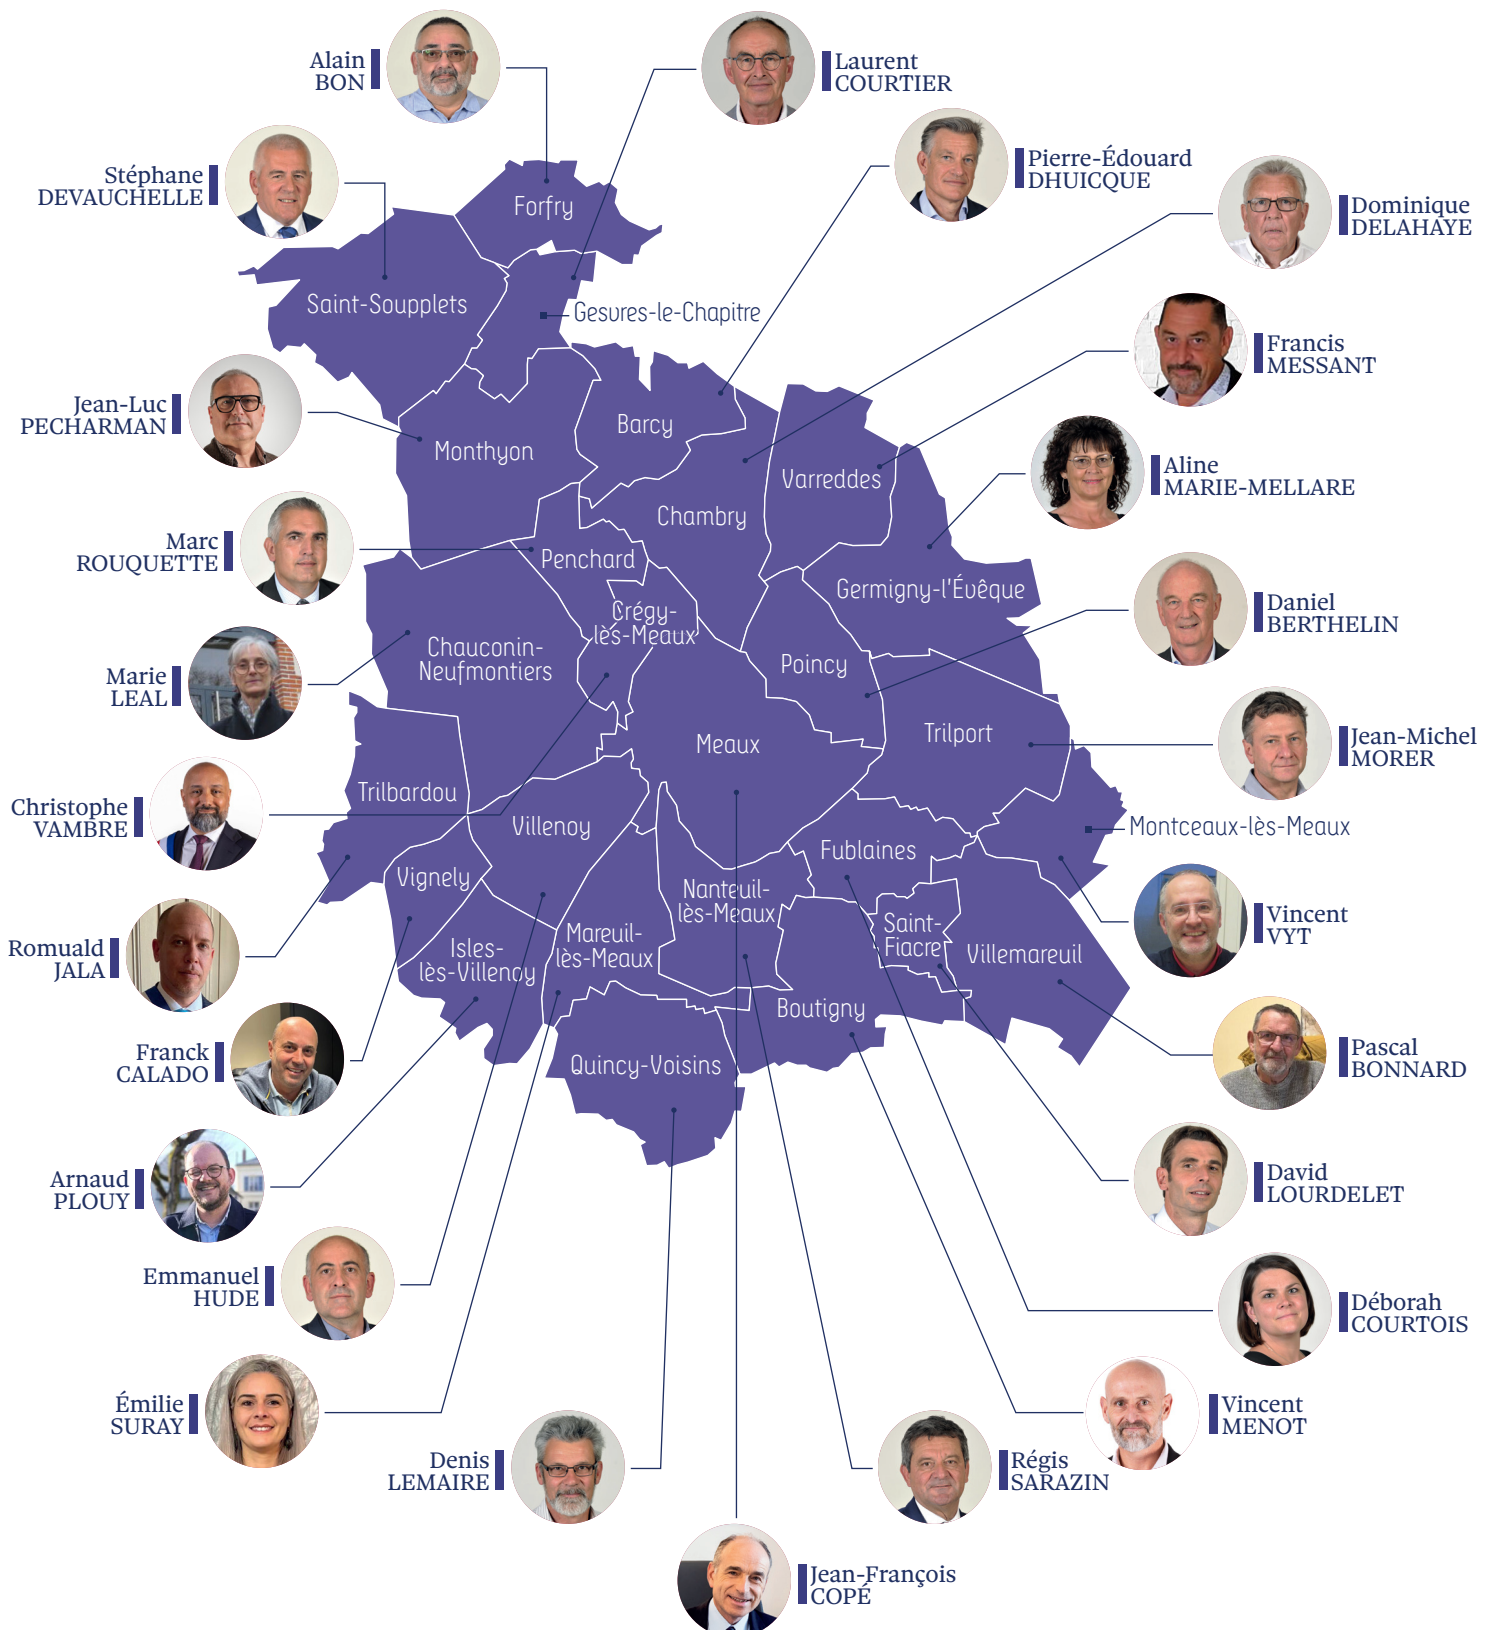 Alain
BON
Laurent
COURTIER
Stéphane
DEVAUCHELLE
Pierre-Édouard
DHUICQUE
Dominique
DELAHAYE
Forfry
Saint-Soupplets
Gesvres-le-Chapitre
Francis
MESSANT
Jean-Luc
PECHARMAN
Barcy
Monthyon
Varreddes
Aline
MARIE-MELLARE
Chambry
Marc
ROUQUETTE
Penchard
Germigny-l'Évêque
Daniel
BERTHELIN
Crégy-
lès-Meaux
Chauconin-
Neufmontiers
Poincy
Marie
LEAL
Meaux
Trilport
Jean-Michel
MORER
Trilbardou
Christophe
VAMBRE
Villenoy
Montceaux-lès-Meaux
Fublaines
Vignely
Nanteuil-
lès-Meaux
Vincent
VYT
Saint-
Fiacre
Romuald
JALA
Isles-
lès-Villenoy
Mareuil-
lès-Meaux
Villemareuil
Boutigny
Franck
CALADO
Quincy-Voisins
Pascal
BONNARD
Arnaud
PLOUY
David
LOURDELET
Emmanuel
HUDE
Déborah
COURTOIS
Émilie
SURAY
Vincent
MENOT
Denis
LEMAIRE
Régis
SARAZIN
Jean-François
COPÉ